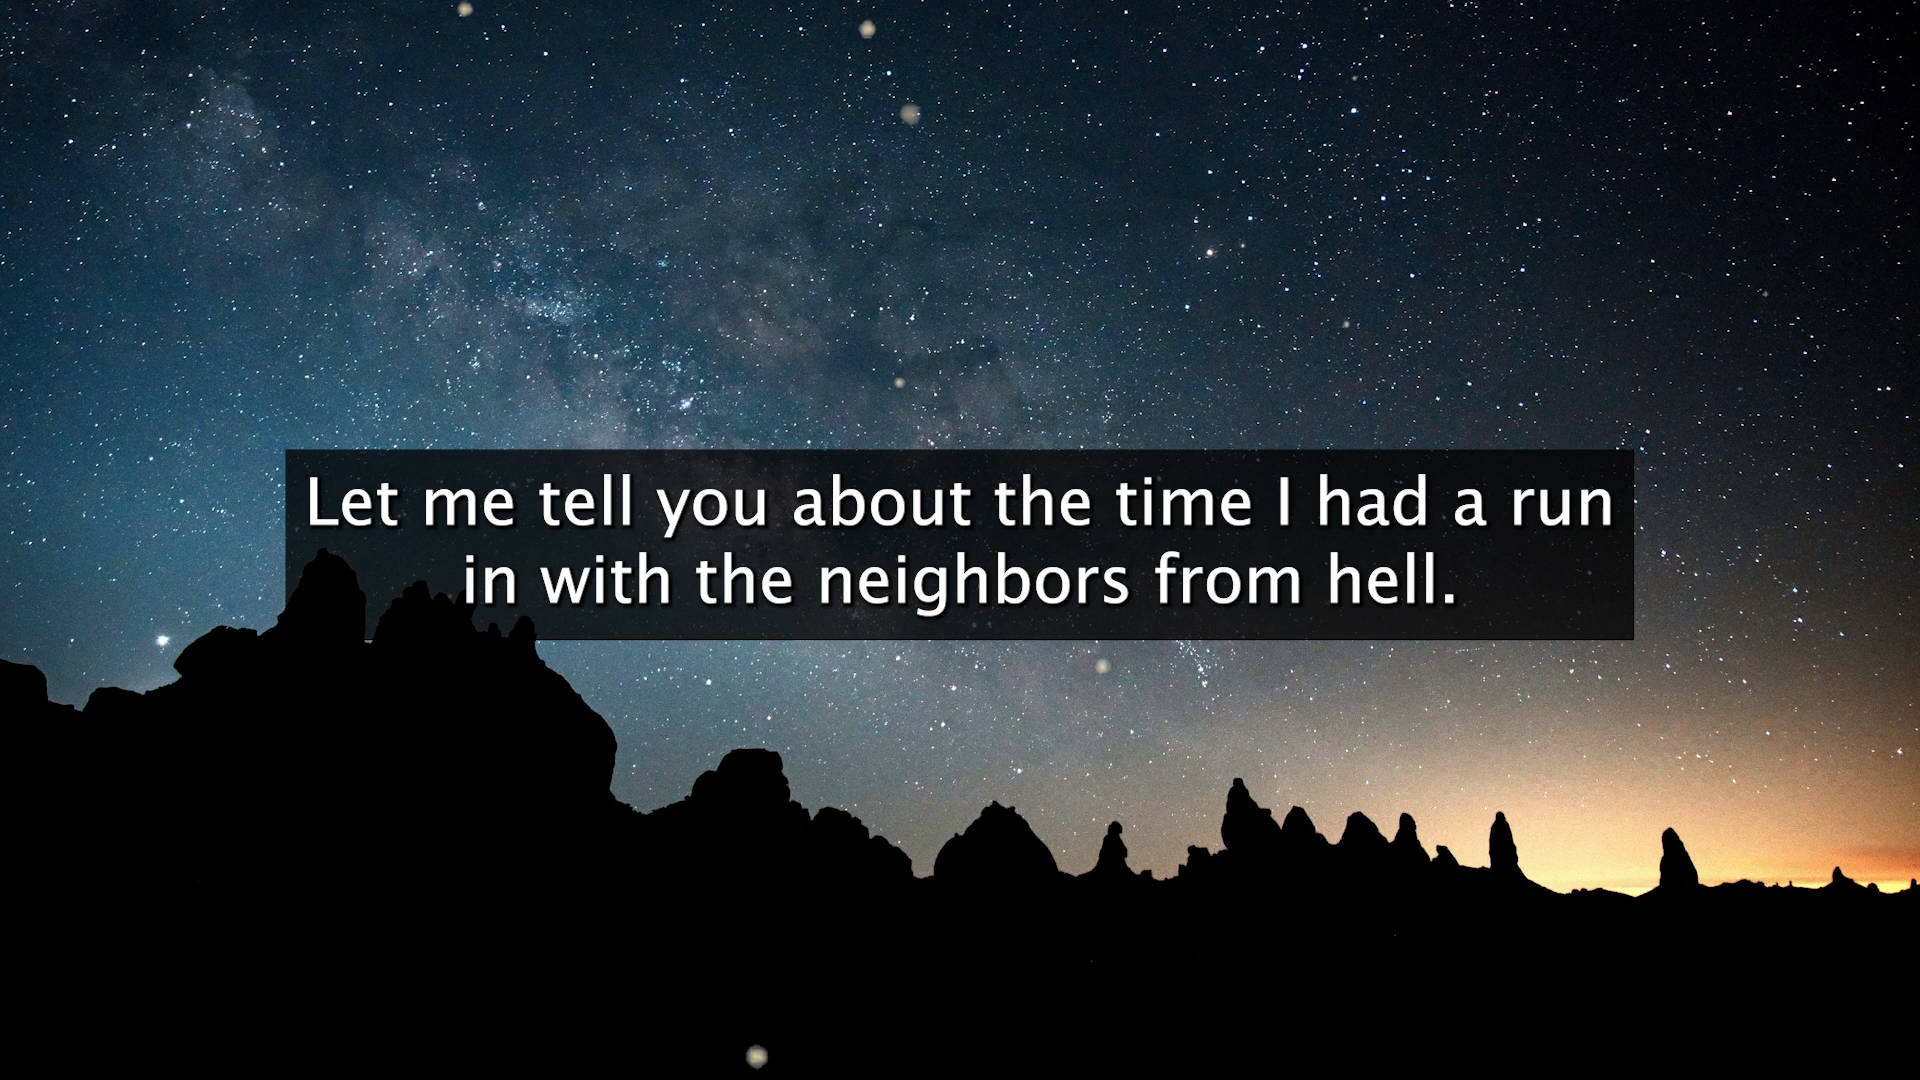 Let me tell you about the time I had a run
in with the neighbors from hell.